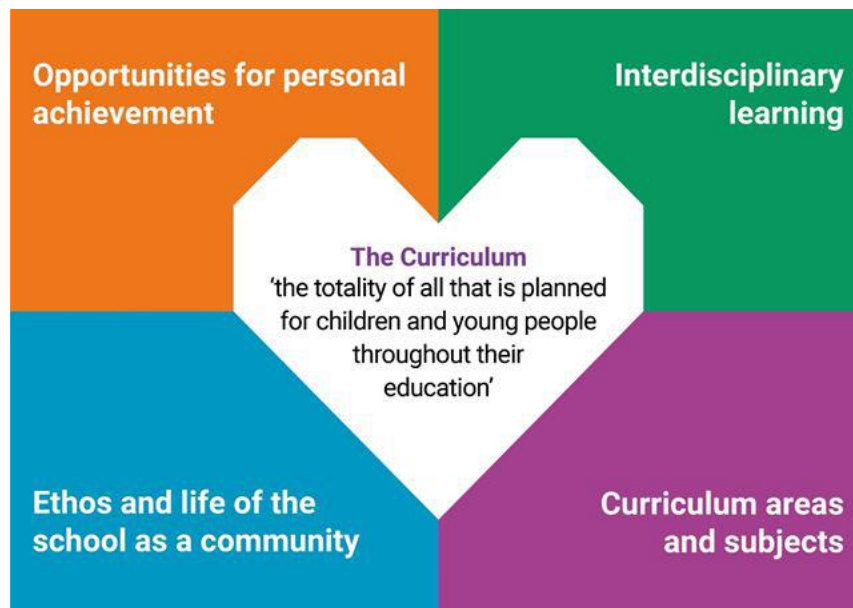 Opportunities for personal
achievement
Interdisciplinary
learning
The Curriculum
‘the totality of all that is planned
for children and young people
throughout their
education’
Ethos and life of the
school as a community
Curriculum areas
and subjects